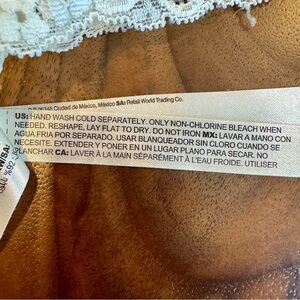 Ciudad de México, México SA: Retail World Trading Co.
US: HAND WASH COLD SEPARATELY. ONLY NON-CHLORINE BLEACH WHEN
NEEDED. RESHAPE, LAY FLAT TO DRY. DO NOT IRON MX: LAVAR A MANO CON
AGUA FRIA POR SEPARADO. USAR BLANQUEADOR SIN CLORO CUANDO SE
NECESITE. EXTENDER Y PONER EN UN LUGAR PLANO PARA SECAR. NO
PLANCHAR CA: LAVER À LA MAIN SÉPARÉMENT À L'EAU FROIDE. UTILISER